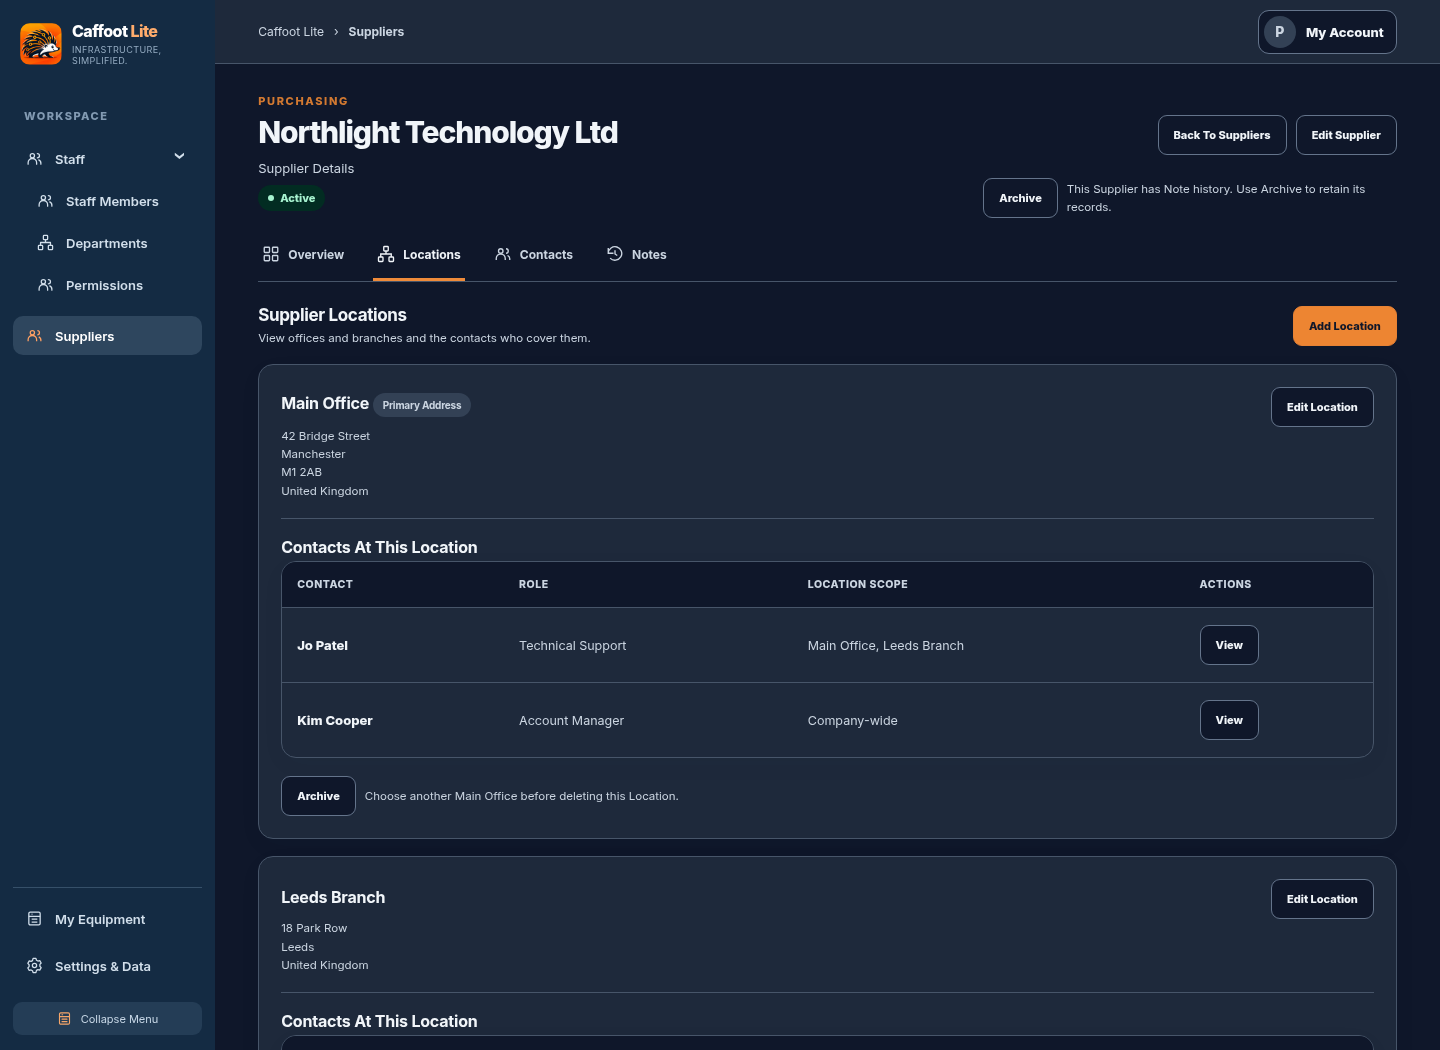 Caffoot Lite
INFRASTRUCTURE,
SIMPLIFIED.
WORKSPACE
Staff
Staff Members
Departments
Permissions
Suppliers
My Equipment
Settings & Data
Collapse Menu
Caffoot Lite › Suppliers
P My Account
PURCHASING
Northlight Technology Ltd
Supplier Details
Active
Back To Suppliers
Edit Supplier
Archive
This Supplier has Note history. Use Archive to retain its
records.
Overview
Locations
Contacts
Notes
Supplier Locations
View offices and branches and the contacts who cover them.
Add Location
Main Office Primary Address
Edit Location
42 Bridge Street
Manchester
M1 2AB
United Kingdom
Contacts At This Location
CONTACT ROLE LOCATION SCOPE ACTIONS
Jo Patel Technical Support Main Office, Leeds Branch View
Kim Cooper Account Manager Company-wide View
Archive Choose another Main Office before deleting this Location.
Leeds Branch
Edit Location
18 Park Row
Leeds
United Kingdom
Contacts At This Location